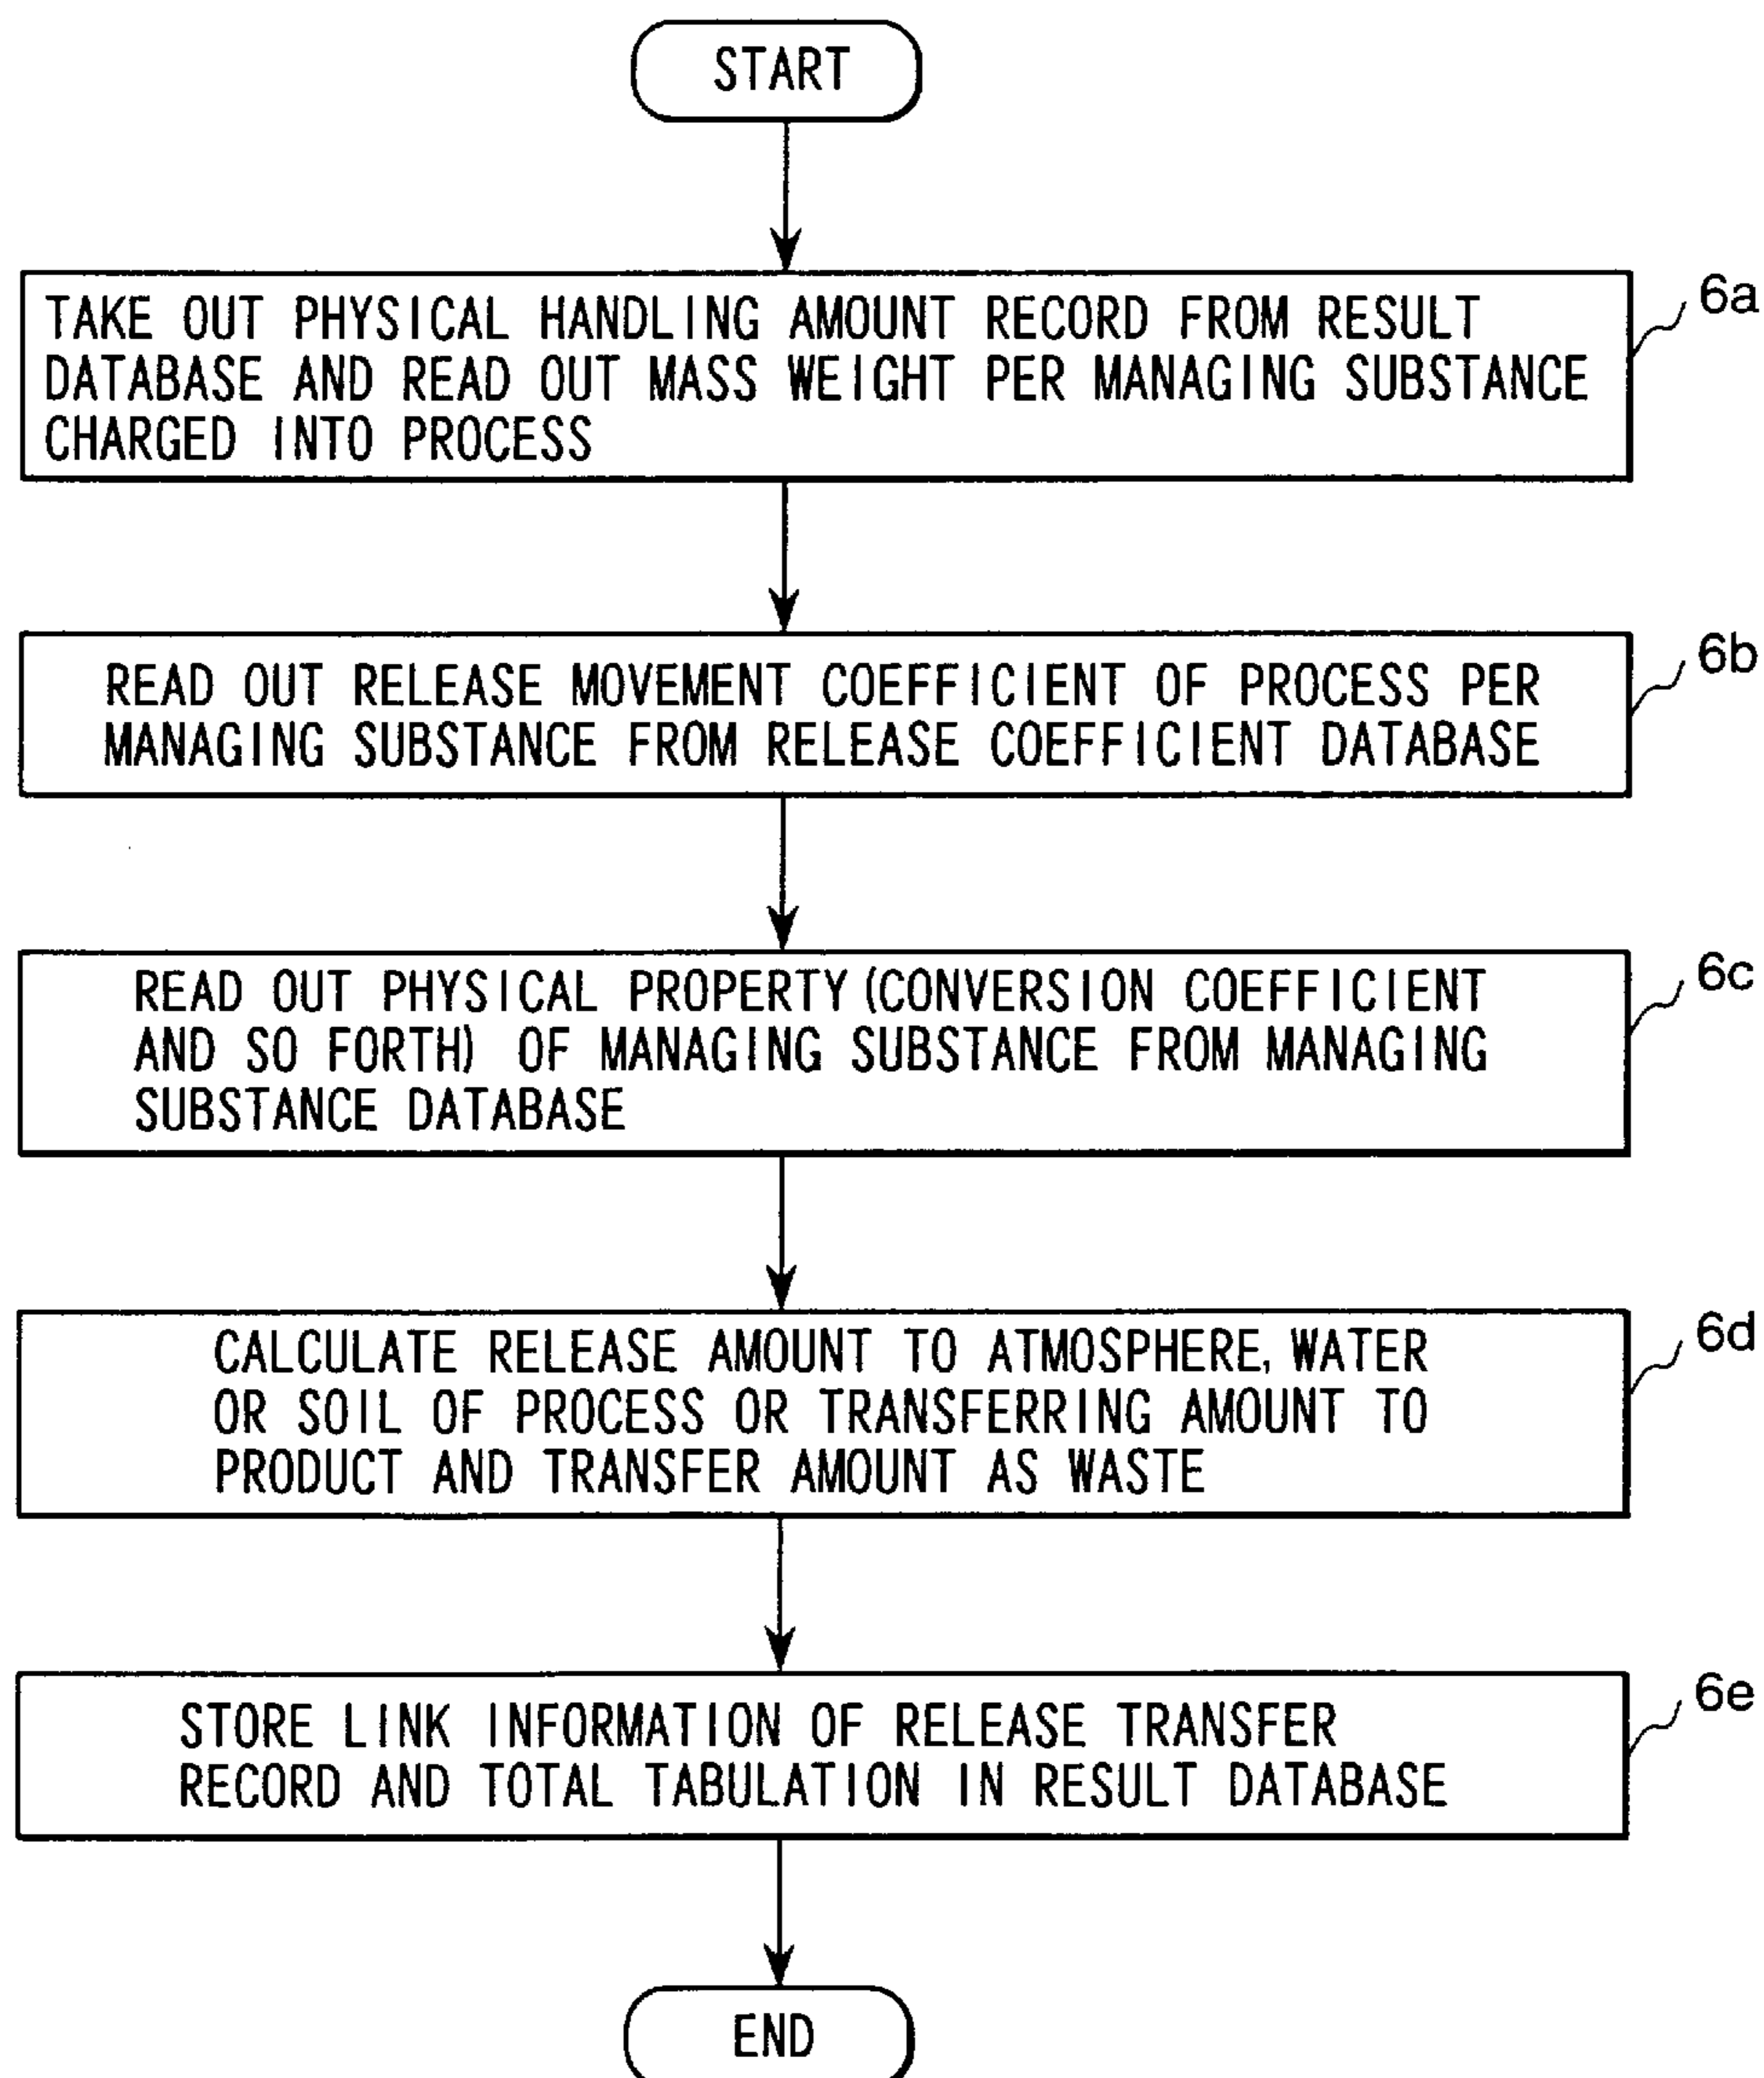 START
TAKE OUT PHYSICAL HANDLING AMOUNT RECORD FROM RESULT
DATABASE AND READ OUT MASS WEIGHT PER MANAGING SUBSTANCE
CHARGED INTO PROCESS
6a
READ OUT RELEASE MOVEMENT COEFFICIENT OF PROCESS PER
MANAGING SUBSTANCE FROM RELEASE COEFFICIENT DATABASE
6b
READ OUT PHYSICAL PROPERTY (CONVERSION COEFFICIENT
AND SO FORTH) OF MANAGING SUBSTANCE FROM MANAGING
SUBSTANCE DATABASE
6c
CALCULATE RELEASE AMOUNT TO ATMOSPHERE, WATER
OR SOIL OF PROCESS OR TRANSFERRING AMOUNT TO
PRODUCT AND TRANSFER AMOUNT AS WASTE
6d
STORE LINK INFORMATION OF RELEASE TRANSFER
RECORD AND TOTAL TABULATION IN RESULT DATABASE
6e
END